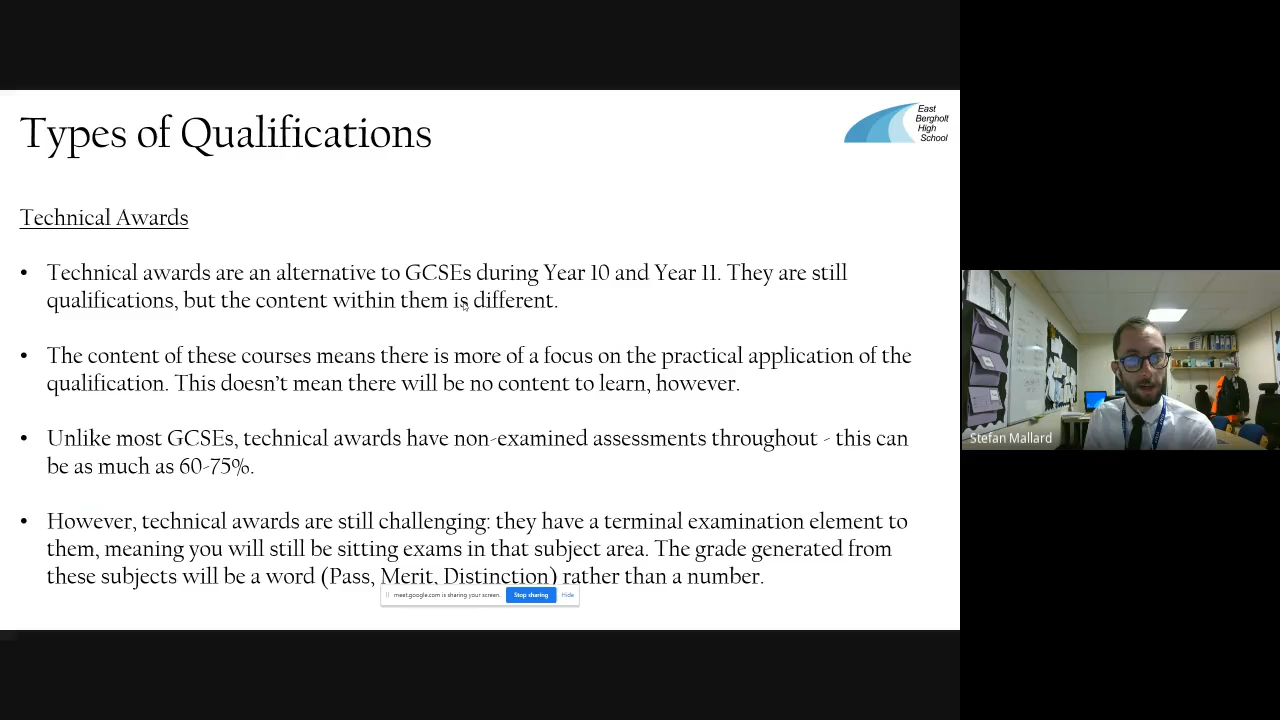 Types of Qualifications
East
Bergholt
High
School
Technical Awards
• Technical awards are an alternative to GCSEs during Year 10 and Year 11. They are still
qualifications, but the content within them is different.
• The content of these courses means there is more of a focus on the practical application of the
qualification. This doesn't mean there will be no content to learn, however.
• Unlike most GCSEs, technical awards have non-examined assessments throughout - this can
be as much as 60-75%.
• However, technical awards are still challenging: they have a terminal examination element to
them, meaning you will still be sitting exams in that subject area. The grade generated from
these subjects will be a word (Pass, Merit, Distinction) rather than a number.
meet.google.com is sharing your screen. Stop sharing Hide
Stefan Mallard